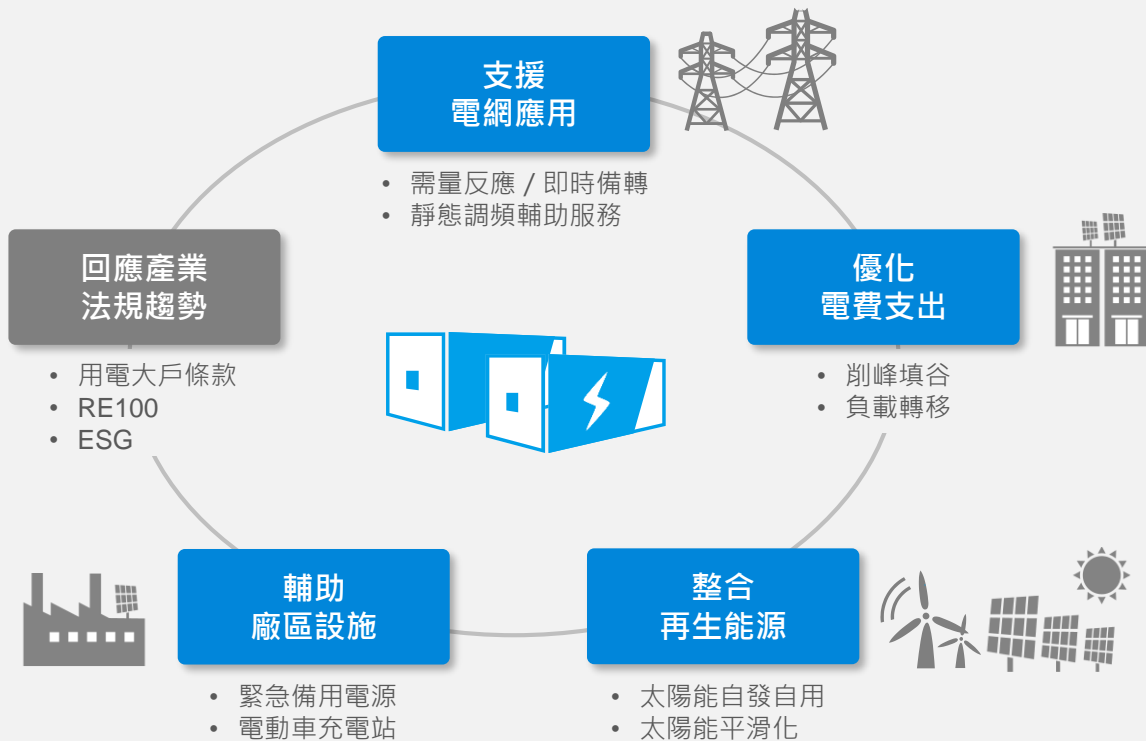 支援
電網應用
• 需量反應 / 即時備轉
• 靜態調頻輔助服務
回應產業
法規趨勢
• 用電大戶條款
• RE100
• ESG
優化
電費支出
• 削峰填谷
• 負載轉移
輔助
廠區設施
• 緊急備用電源
• 電動車充電站
整合
再生能源
• 太陽能自發自用
• 太陽能平滑化